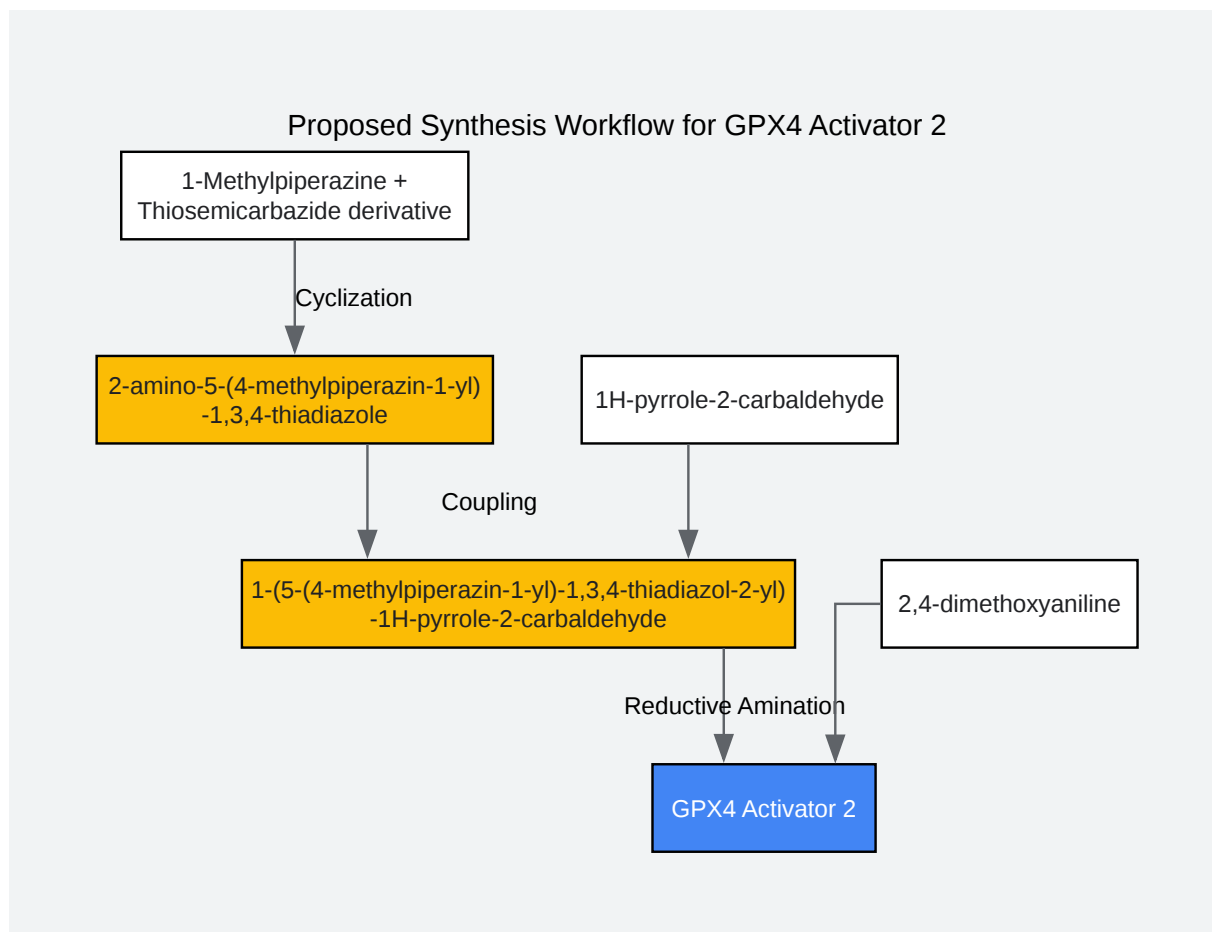 Proposed Synthesis Workflow for GPX4 Activator 2
1-Methylpiperazine +
Thiosemicarbazide derivative
Cyclization
2-amino-5-(4-methylpiperazin-1-yl)
-1,3,4-thiadiazole
1H-pyrrole-2-carbaldehyde
Coupling
1-(5-(4-methylpiperazin-1-yl)-1,3,4-thiadiazol-2-yl)
-1H-pyrrole-2-carbaldehyde
2,4-dimethoxyaniline
Reductive Amination
GPX4 Activator 2